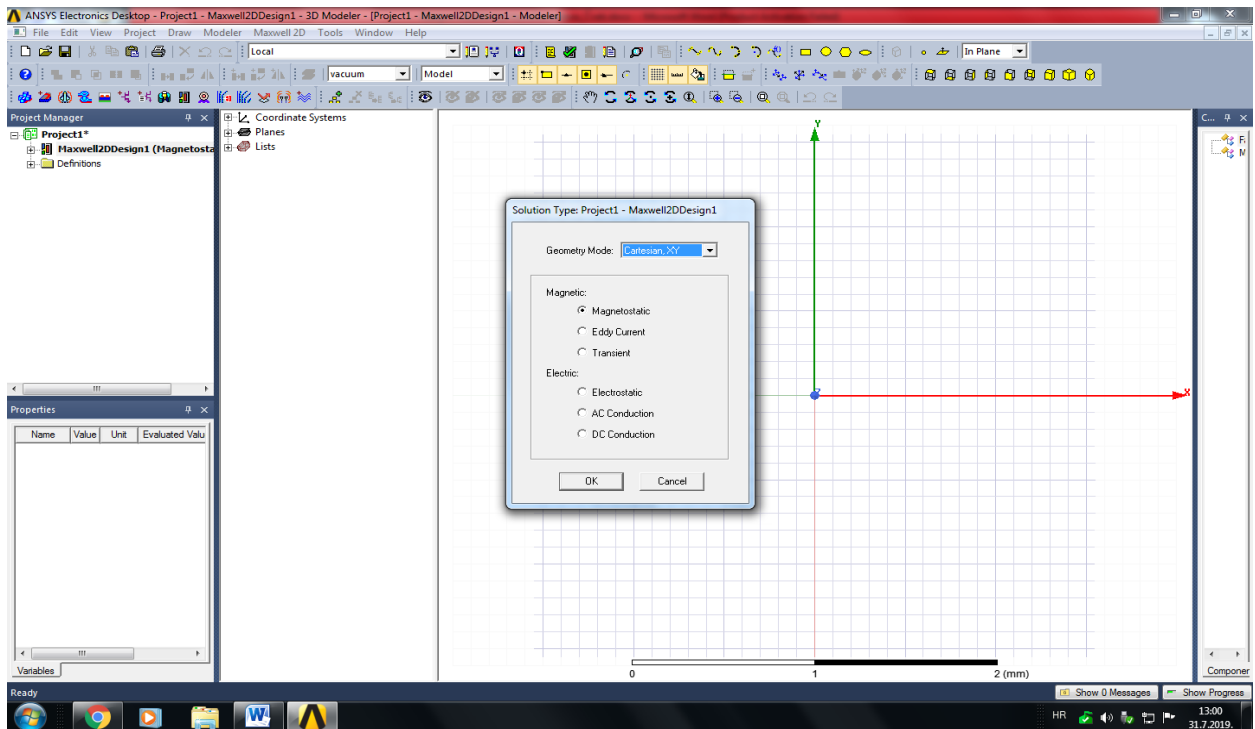 ANSYS Electronics Desktop - Project1 - Maxwell2DDesign1 - 3D Modeler - [Project1 - Maxwell2DDesign1 - Modeler]
File Edit View Project Draw Modeler Maxwell 2D Tools Window Help
Local
In Plane
vacuum
Model
Project Manager
Project1*
Maxwell2DDesign1 (Magnetosta
Definitions
Coordinate Systems
Planes
Lists
C...
F
M
Y
X
Z
Solution Type: Project1 - Maxwell2DDesign1
Geometry Mode: Cartesian, XY
Magnetic:
Magnetostatic
Eddy Current
Transient
Electric:
Electrostatic
AC Conduction
DC Conduction
OK Cancel
Properties
Name Value Unit Evaluated Valu
Variables
0 1 2 (mm)
Componer
Ready
Show 0 Messages Show Progress
HR
13:00
31.7.2019.